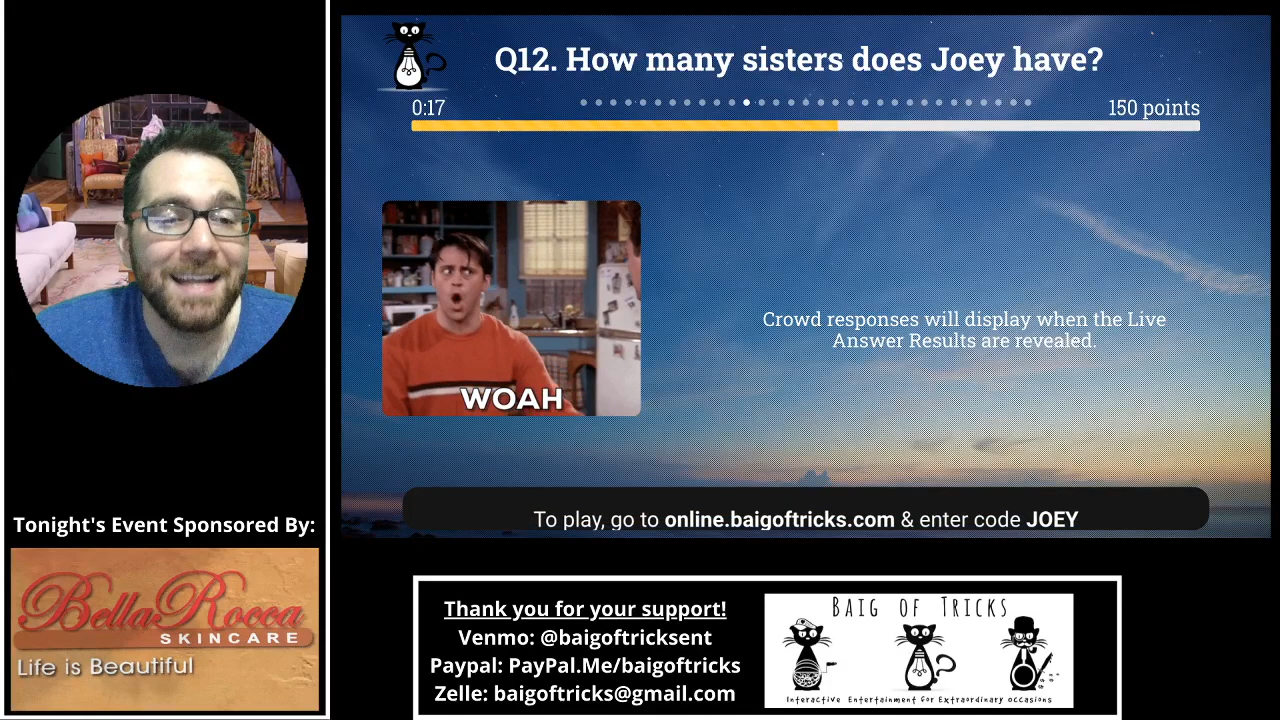 Q12. How many sisters does Joey have?
0:17
150 points
WOAH
Crowd responses will display when the Live
Answer Results are revealed.
To play, go to online.baigoftricks.com & enter code JOEY
Tonight's Event Sponsored By:
BellaRocca
SKINCARE
Life is Beautiful
Thank you for your support!
Venmo: @baigoftricksent
Paypal: PayPal.Me/baigoftricks
Zelle: baigoftricks@gmail.com
BAIG OF TRICKS
Interactive Entertainment for Extraordinary occasions